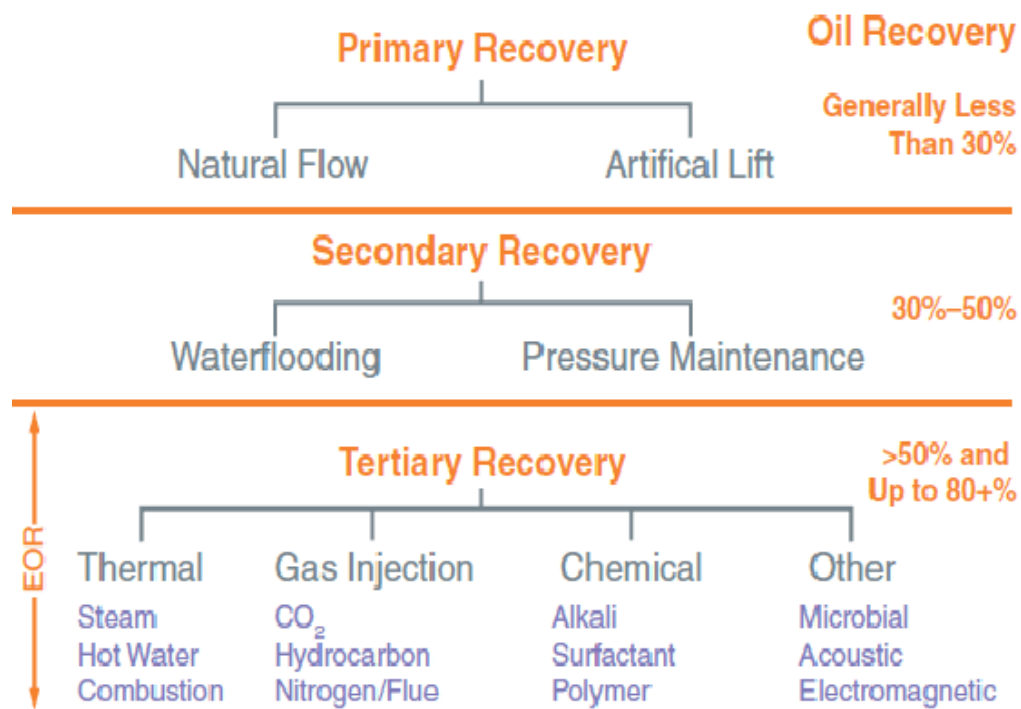 Oil Recovery
Primary Recovery
Generally Less
Than 30%
Natural Flow
Artifical Lift
Secondary Recovery
30%–50%
Waterflooding
Pressure Maintenance
Tertiary Recovery
>50% and
Up to 80+%
EOR
Thermal
Steam
Hot Water
Combustion
Gas Injection
CO₂
Hydrocarbon
Nitrogen/Flue
Chemical
Alkali
Surfactant
Polymer
Other
Microbial
Acoustic
Electromagnetic